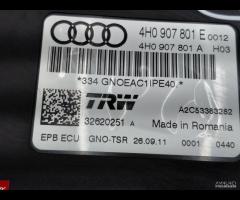 4H0 907 801 E 0012
4H0 907 801 A H03
*334 GNOEAC1IPE40.*
TRW
A2C53383282
32620251 A
Made in Romania
EPB ECU GNO-TSR 26.09.11 0001 0440